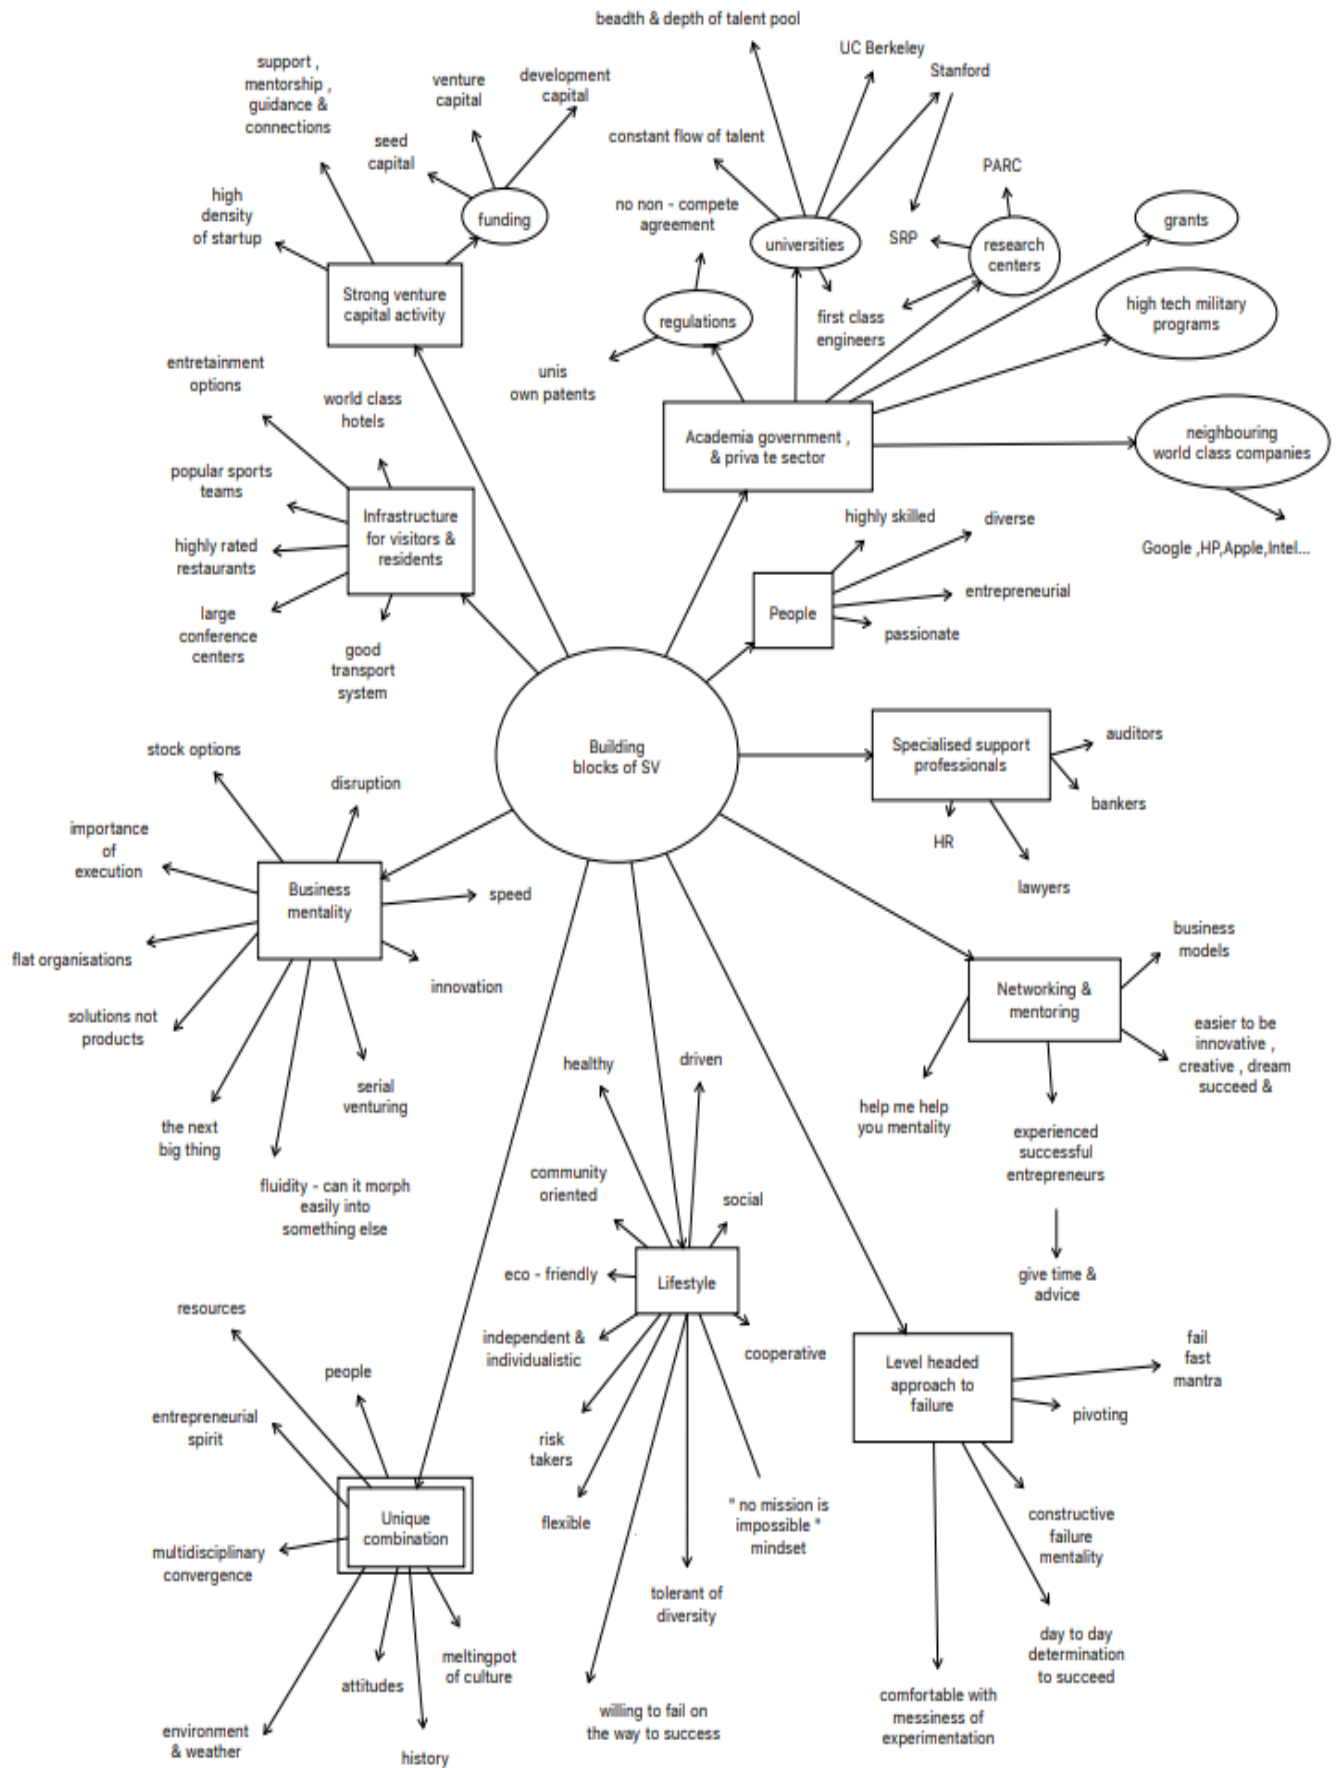 beadth & depth of talent pool
UC Berkeley
Stanford
support ,
mentorship ,
guidance &
connections
venture
capital
development
capital
seed
capital
constant flow of talent
PARC
high
density
of startup
funding
no non - compete
agreement
universities
SRP
research
centers
grants
Strong venture
capital activity
regulations
first class
engineers
high tech military
programs
entretainment
options
world class
hotels
unis
own patents
Academia government ,
& priva te sector
neighbouring
world class companies
Google ,HP,Apple,Intel...
popular sports
teams
Infrastructure
for visitors &
residents
highly rated
restaurants
large
conference
centers
good
transport
system
highly skilled
diverse
entrepreneurial
passionate
People
Building
blocks of SV
Specialised support
professionals
auditors
bankers
HR
lawyers
stock options
disruption
importance
of
execution
Business
mentality
speed
flat organisations
innovation
solutions not
products
serial
venturing
the next
big thing
fluidity - can it morph
easily into
something else
business
models
Networking &
mentoring
easier to be
innovative ,
creative , dream
succeed &
help me help
you mentality
experienced
successful
entrepreneurs
give time &
advice
healthy
driven
community
oriented
social
eco - friendly
Lifestyle
independent &
individualistic
cooperative
risk
takers
flexible
" no mission is
impossible "
mindset
tolerant of
diversity
willing to fail on
the way to success
Level headed
approach to
failure
fail
fast
mantra
pivoting
constructive
failure
mentality
day to day
determination
to succeed
comfortable with
messiness of
experimentation
resources
people
entrepreneurial
spirit
Unique
combination
multidisciplinary
convergence
meltingpot
of culture
attitudes
environment
& weather
history